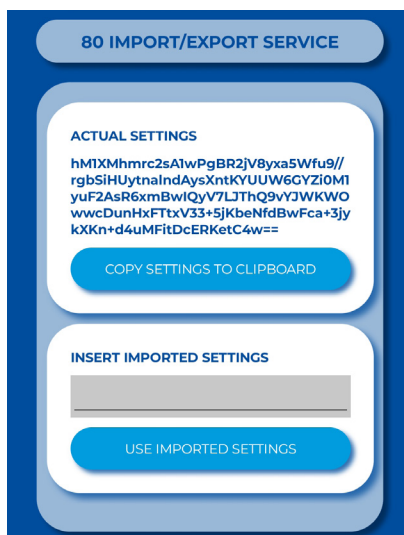 80 IMPORT/EXPORT SERVICE
ACTUAL SETTINGS
hM1XMhmrc2sA1wPgBR2jV8yxa5Wfu9//
rgbSiHUytnalndAysXntKYUUW6GYZi0M1
yuF2AsR6xmBwIQyV7LJThQ9vYJWKWO
wwcDunHxFTtxV33+5jKbeNfdBwFca+3jy
kXKn+d4uMFitDcERKetC4w==
COPY SETTINGS TO CLIPBOARD
INSERT IMPORTED SETTINGS
USE IMPORTED SETTINGS